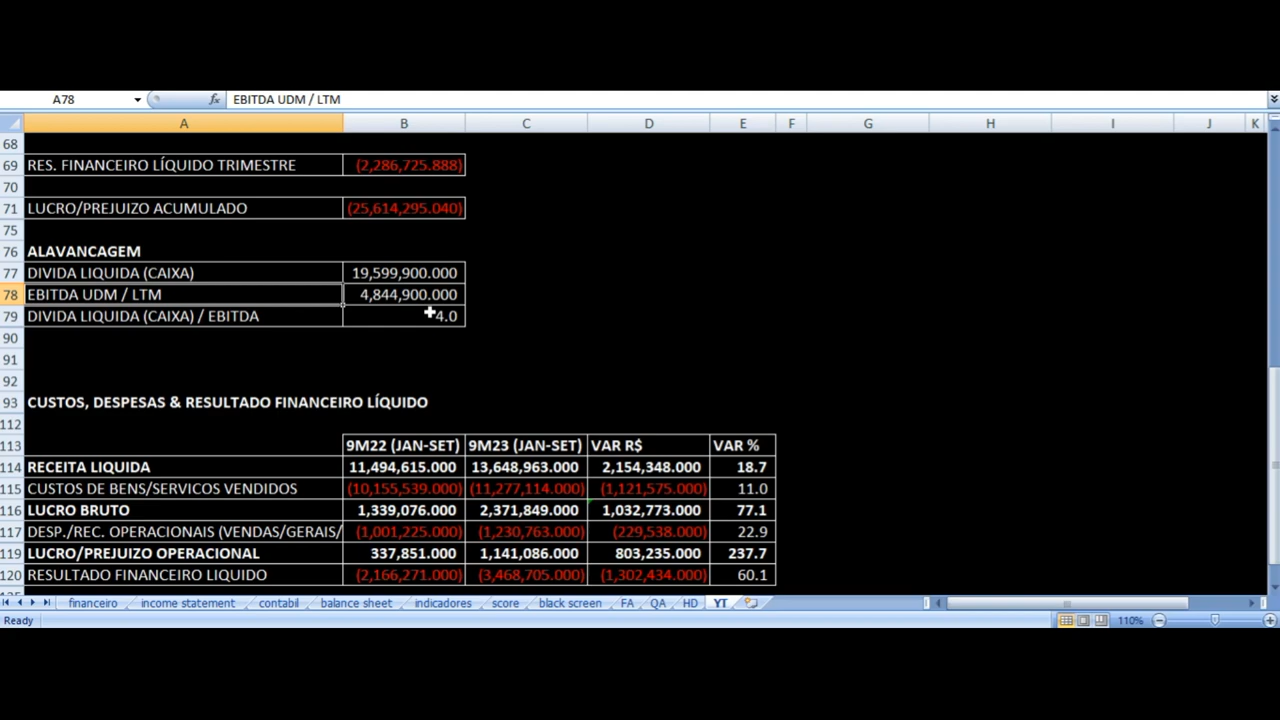 A78 fx EBITDA UDM / LTM
A B C D E F G H I J K
68
69 RES. FINANCEIRO LÍQUIDO TRIMESTRE (2,286,725.888)
70
71 LUCRO/PREJUIZO ACUMULADO (25,614,295.040)
75
76 ALAVANCAGEM
77 DIVIDA LIQUIDA (CAIXA) 19,599,900.000
78 EBITDA UDM / LTM 4,844,900.000
79 DIVIDA LIQUIDA (CAIXA) / EBITDA 4.0
90
91
92
93 CUSTOS, DESPESAS & RESULTADO FINANCEIRO LÍQUIDO
112
113 9M22 (JAN-SET) 9M23 (JAN-SET) VAR R$ VAR %
114 RECEITA LIQUIDA 11,494,615.000 13,648,963.000 2,154,348.000 18.7
115 CUSTOS DE BENS/SERVICOS VENDIDOS (10,155,539.000) (11,277,114.000) (1,121,575.000) 11.0
116 LUCRO BRUTO 1,339,076.000 2,371,849.000 1,032,773.000 77.1
117 DESP./REC. OPERACIONAIS (VENDAS/GERAIS/ (1,001,225.000) (1,230,763.000) (229,538.000) 22.9
119 LUCRO/PREJUIZO OPERACIONAL 337,851.000 1,141,086.000 803,235.000 237.7
120 RESULTADO FINANCEIRO LIQUIDO (2,166,271.000) (3,468,705.000) (1,302,434.000) 60.1
financeiro income statement contabil balance sheet indicadores score black screen FA QA HD YT
Ready 110%